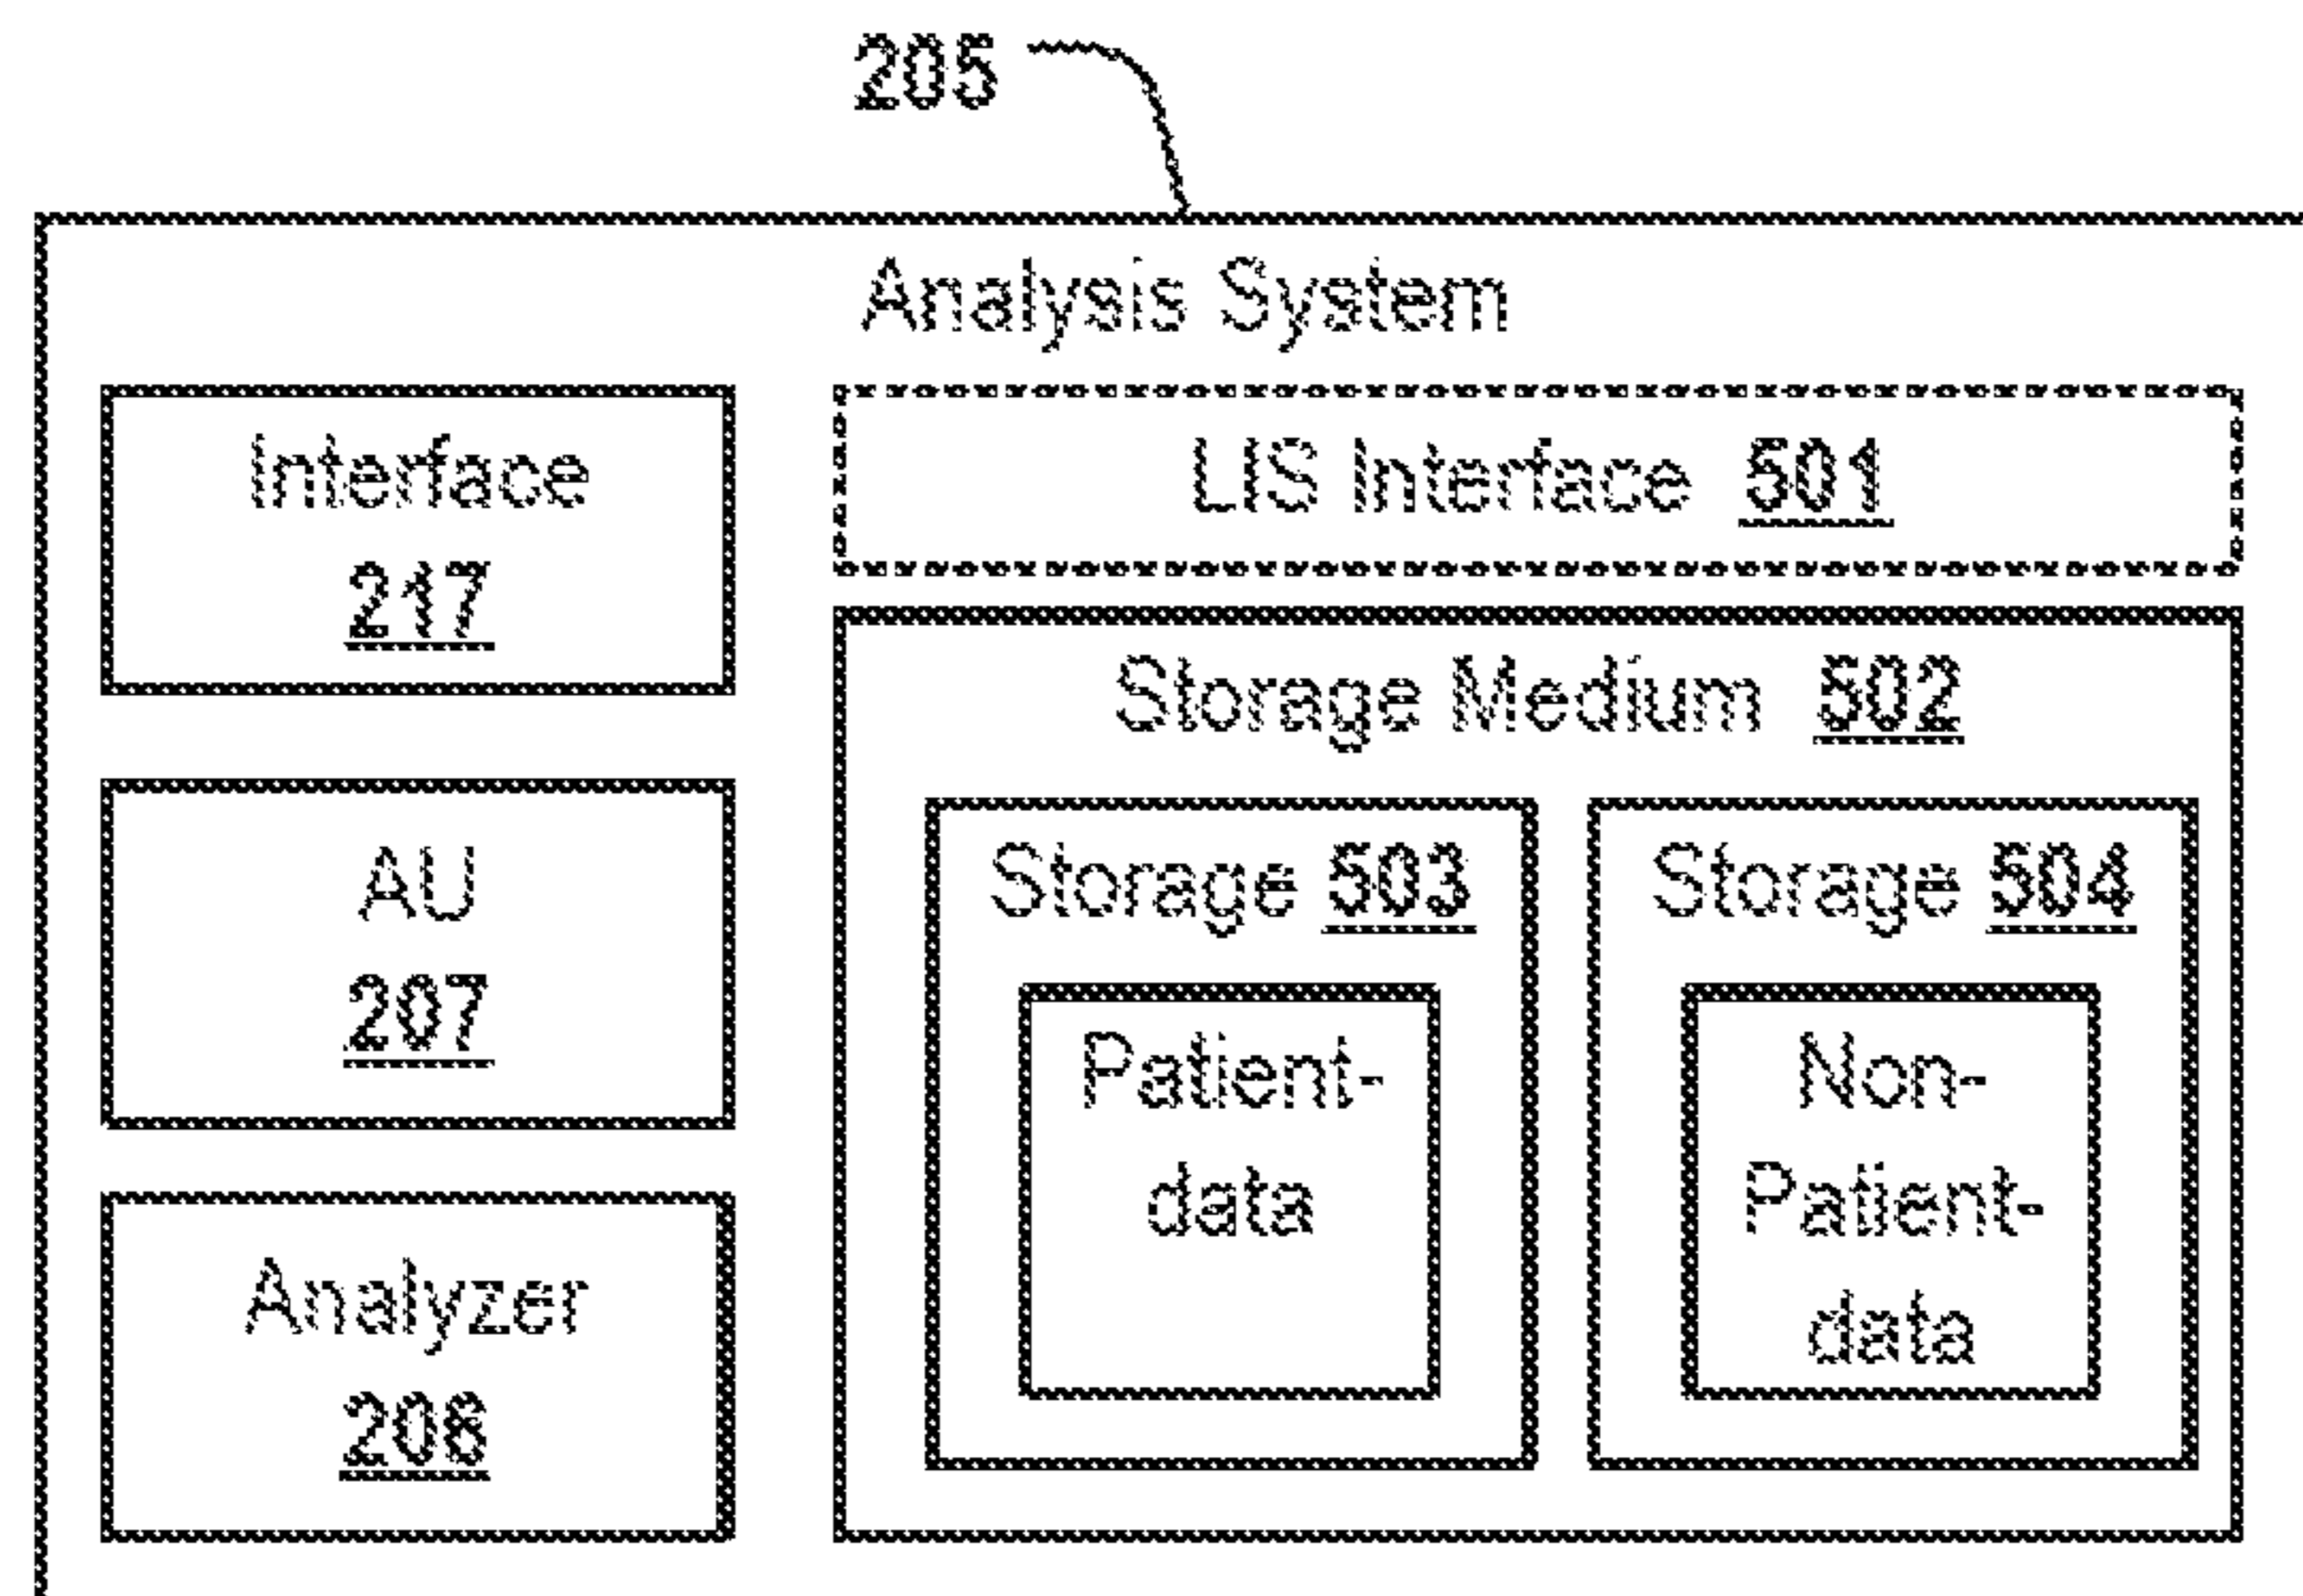 205
Analysis System
Interface
217
LIS Interface 501
Storage Medium 502
AU
207
Storage 503
Patient-
data
Storage 504
Non-
Patient-
data
Analyzer
206